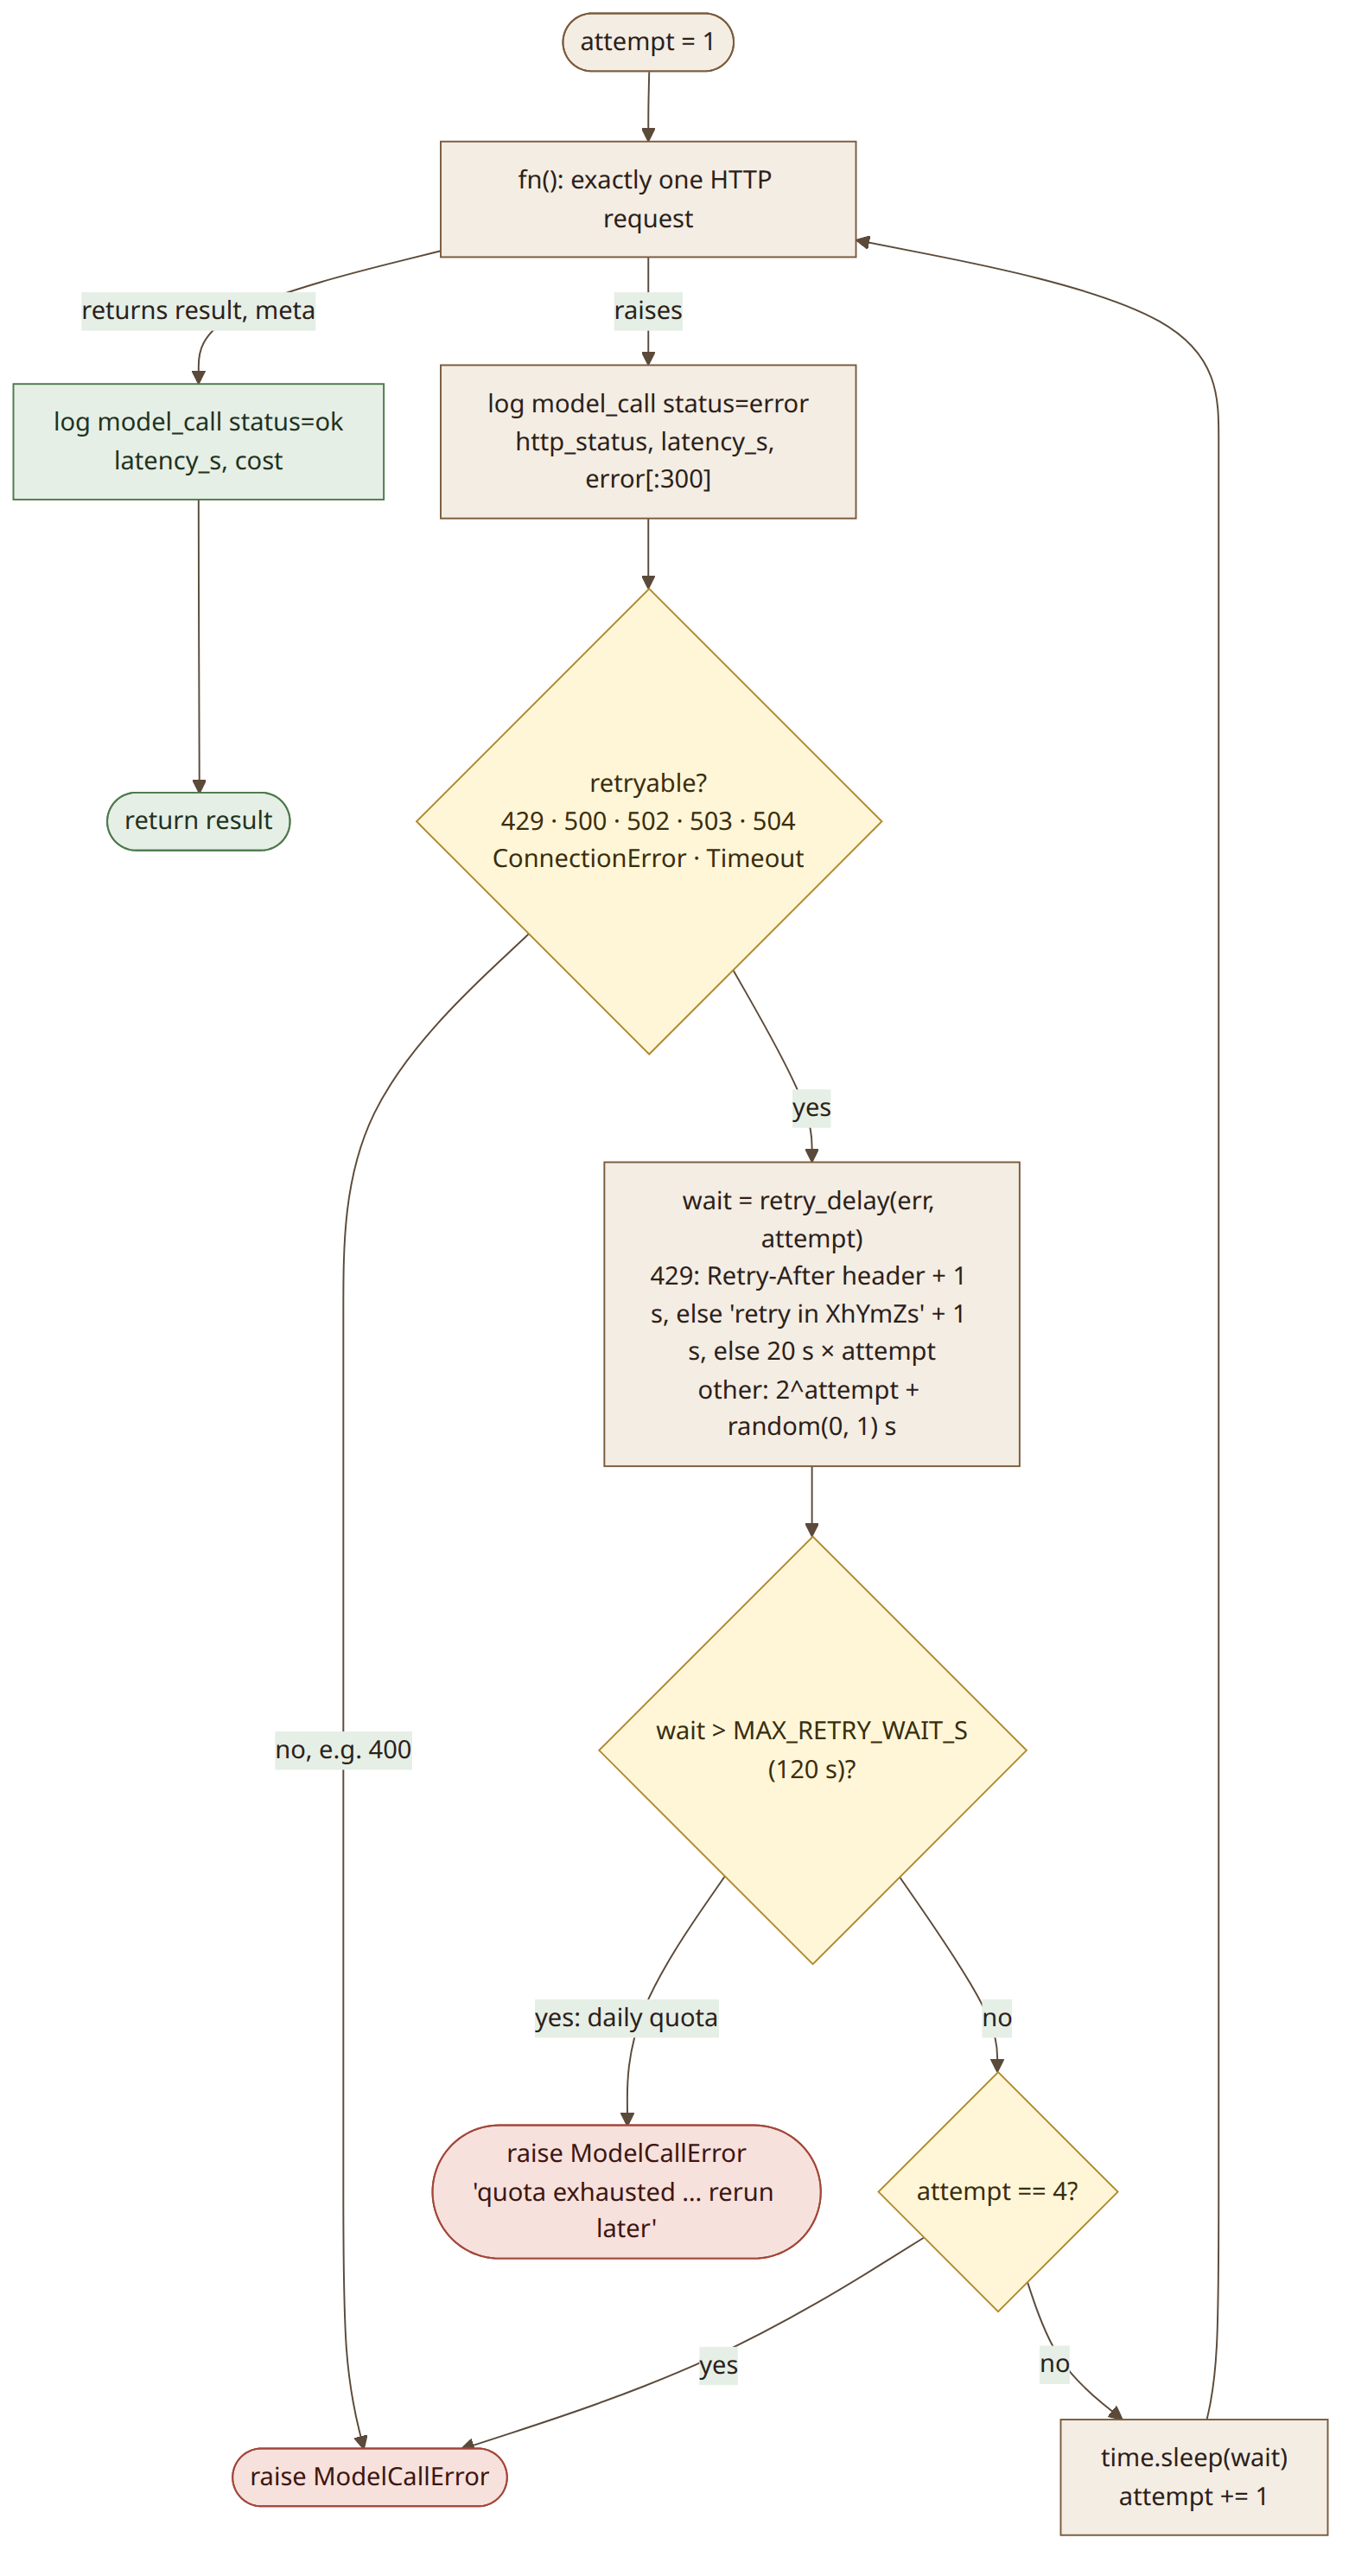 attempt = 1
fn(): exactly one HTTP
request
returns result, meta
raises
log model_call status=ok
latency_s, cost
log model_call status=error
http_status, latency_s,
error[:300]
retryable?
429 · 500 · 502 · 503 · 504
ConnectionError · Timeout
return result
yes
wait = retry_delay(err,
attempt)
429: Retry-After header + 1
s, else 'retry in XhYmZs' + 1
s, else 20 s × attempt
other: 2^attempt +
random(0, 1) s
wait > MAX_RETRY_WAIT_S
(120 s)?
no, e.g. 400
yes: daily quota
no
raise ModelCallError
'quota exhausted ... rerun
later'
attempt == 4?
yes
no
raise ModelCallError
time.sleep(wait)
attempt += 1